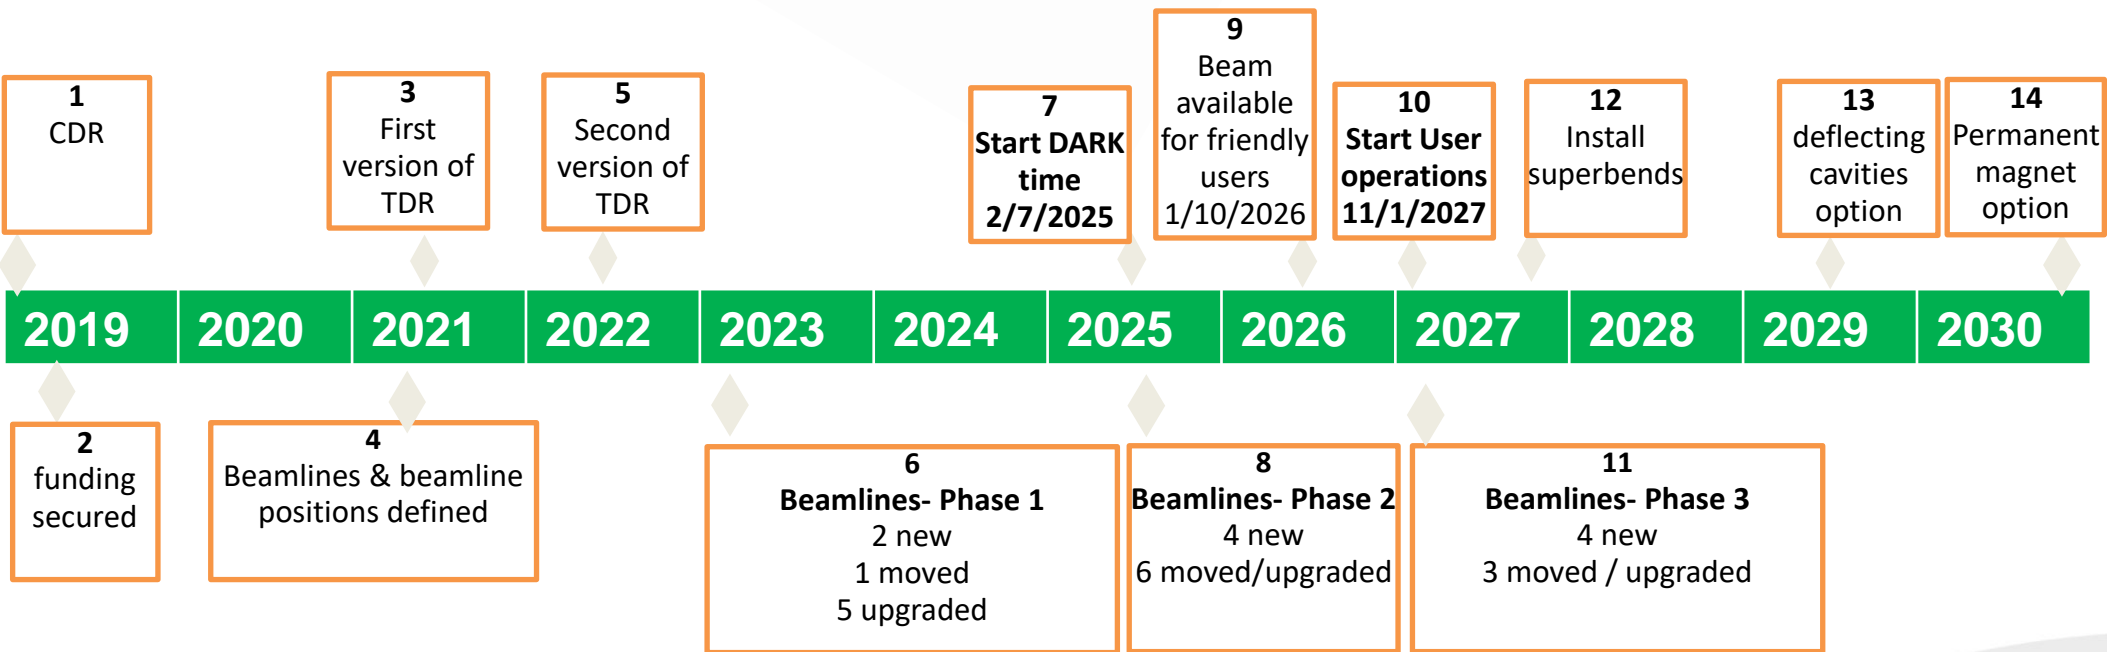 1
CDR
3
First
version of
TDR
5
Second
version of
TDR
7
Start DARK
time
2/7/2025
9
Beam
available
for friendly
users
1/10/2026
10
Start User
operations
11/1/2027
12
Install
superbends
13
deflecting
cavities
option
14
Permanent
magnet
option
2019 2020 2021 2022 2023 2024 2025 2026 2027 2028 2029 2030
2
funding
secured
4
Beamlines & beamline
positions defined
6
Beamlines- Phase 1
2 new
1 moved
5 upgraded
8
Beamlines- Phase 2
4 new
6 moved/upgraded
11
Beamlines- Phase 3
4 new
3 moved / upgraded